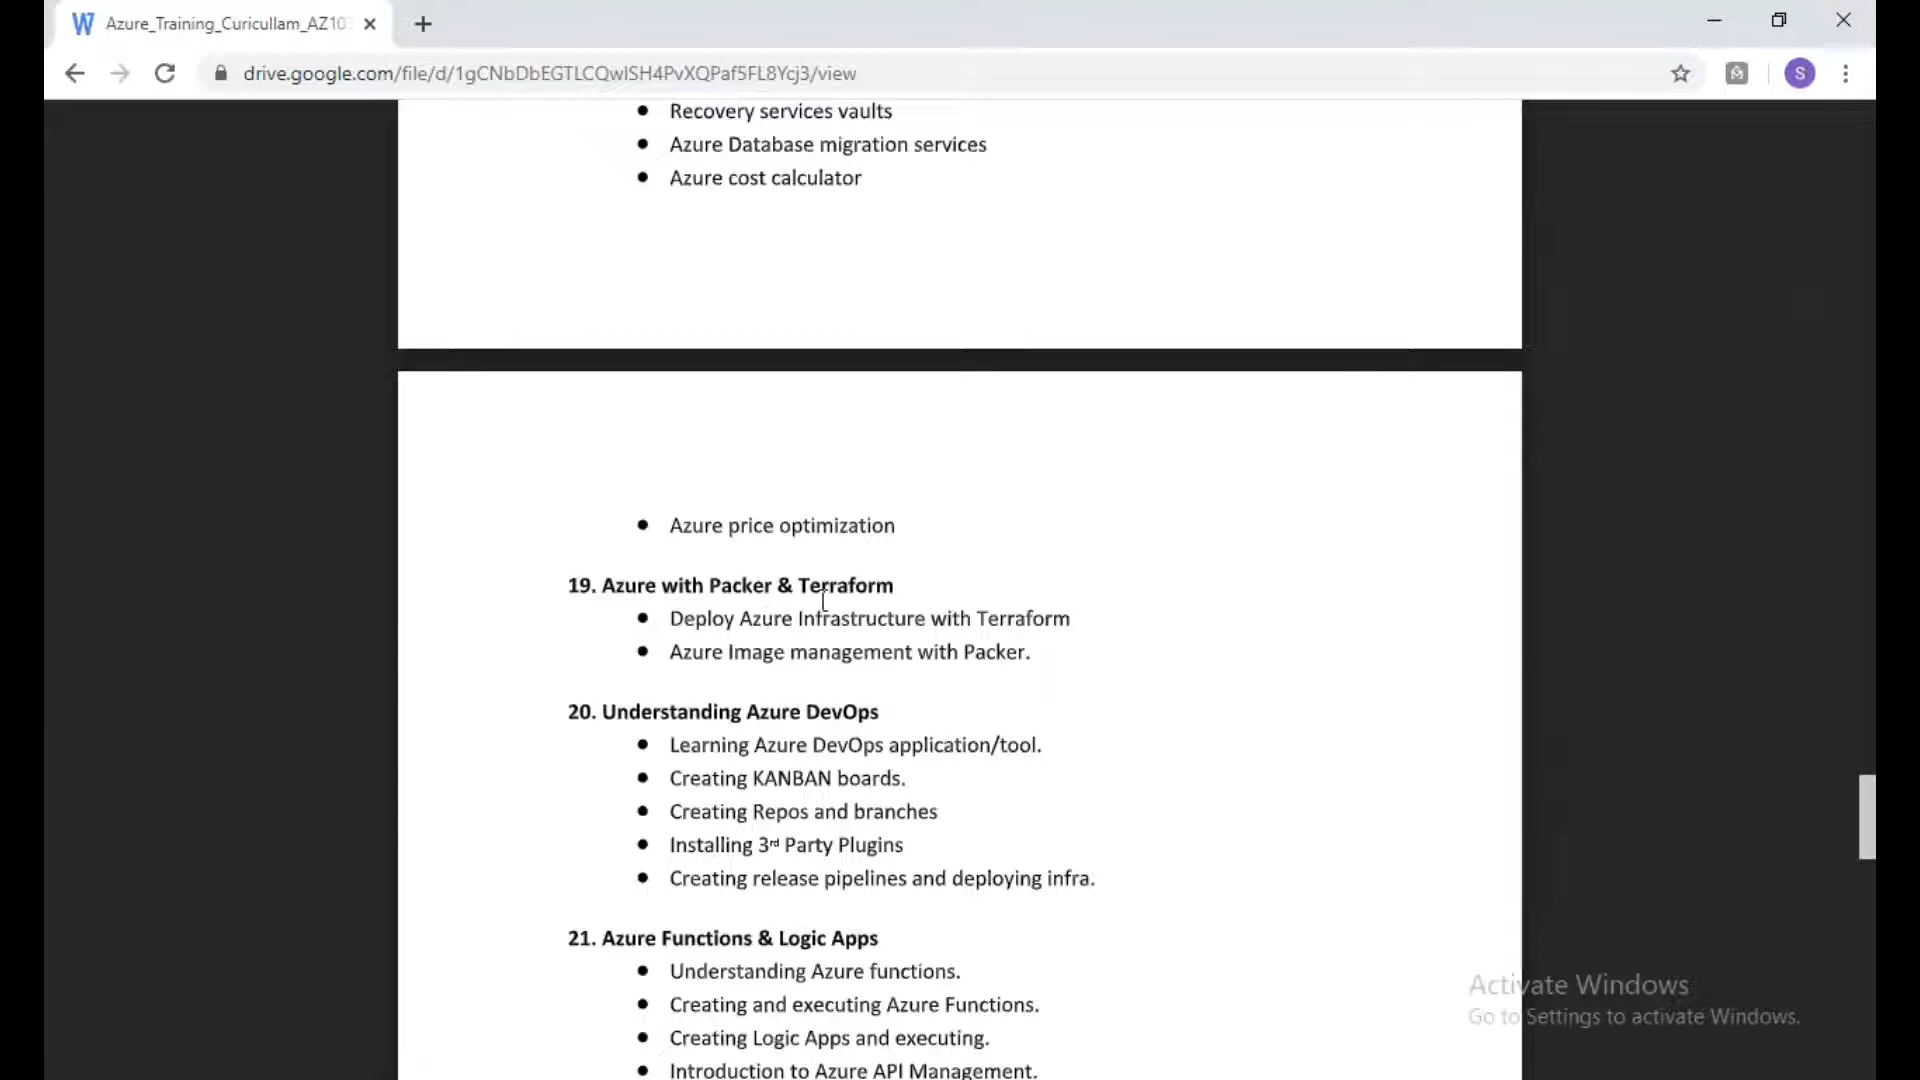 Azure_Training_Curicullam_AZ103
drive.google.com/file/d/1gCNbDbEGTLCQwISH4PvXQPaf5FL8Ycj3/view
S
• Recovery services vaults
• Azure Database migration services
• Azure cost calculator
• Azure price optimization
19. Azure with Packer & Terraform
• Deploy Azure Infrastructure with Terraform
• Azure Image management with Packer.
20. Understanding Azure DevOps
• Learning Azure DevOps application/tool.
• Creating KANBAN boards.
• Creating Repos and branches
• Installing 3rd Party Plugins
• Creating release pipelines and deploying infra.
21. Azure Functions & Logic Apps
• Understanding Azure functions.
• Creating and executing Azure Functions.
• Creating Logic Apps and executing.
• Introduction to Azure API Management.
Activate Windows
Go to Settings to activate Windows.